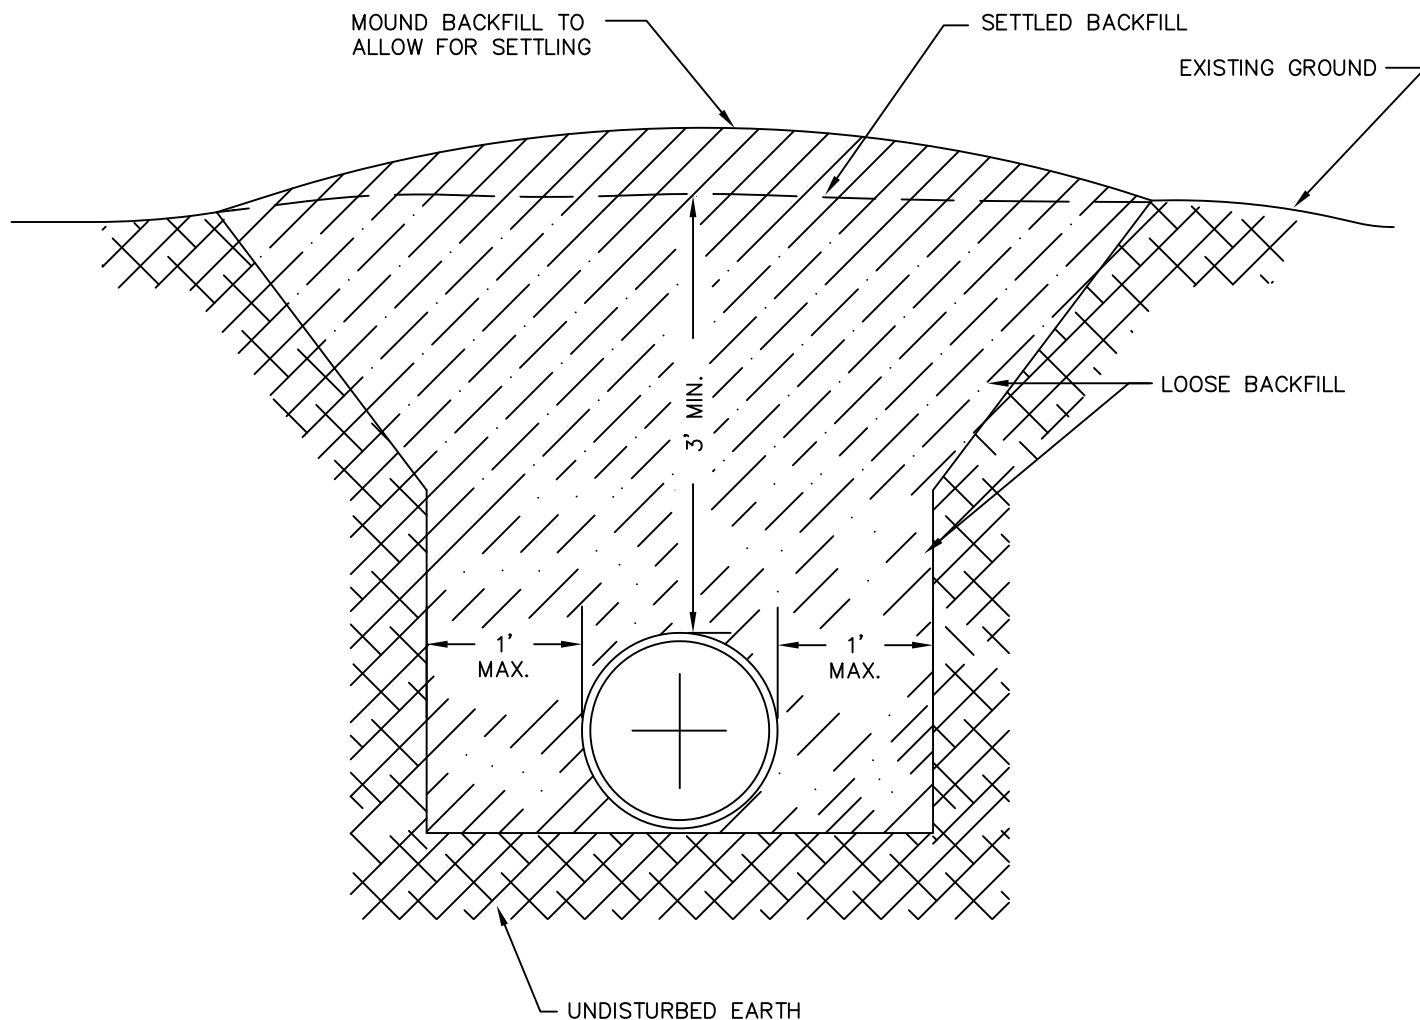 MOUND BACKFILL TO
ALLOW FOR SETTLING
SETTLED BACKFILL
EXISTING GROUND
3' MIN.
LOOSE BACKFILL
1'
MAX.
1'
MAX.
UNDISTURBED EARTH